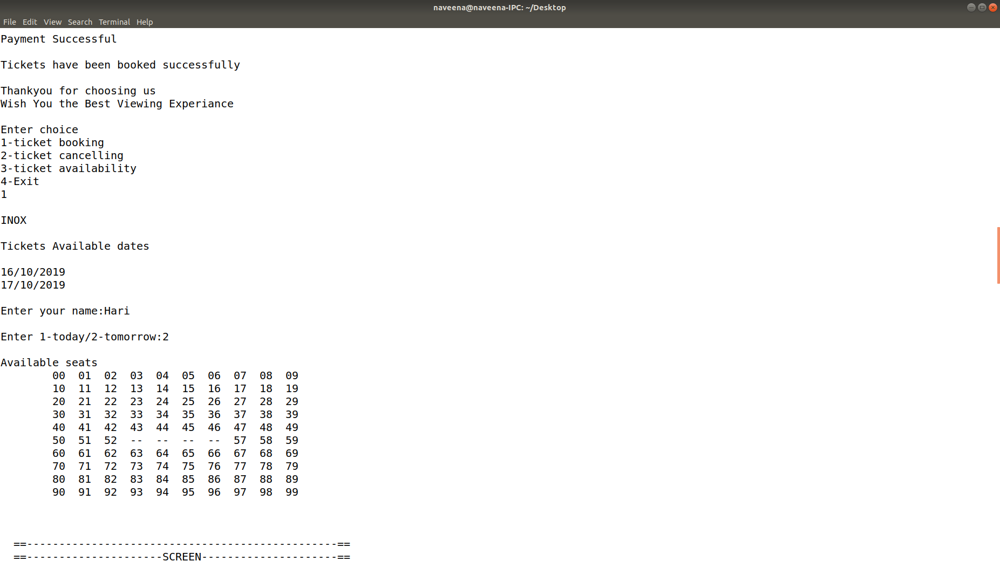 naveena@naveena-IPC: ~/Desktop
File Edit View Search Terminal Help
Payment Successful
Tickets have been booked successfully
Thankyou for choosing us
Wish You the Best Viewing Experiance
Enter choice
1-ticket booking
2-ticket cancelling
3-ticket availability
4-Exit
1
INOX
Tickets Available dates
16/10/2019
17/10/2019
Enter your name:Hari
Enter 1-today/2-tomorrow:2
Available seats
00 01 02 03 04 05 06 07 08 09
10 11 12 13 14 15 16 17 18 19
20 21 22 23 24 25 26 27 28 29
30 31 32 33 34 35 36 37 38 39
40 41 42 43 44 45 46 47 48 49
50 51 52 -- -- -- -- 57 58 59
60 61 62 63 64 65 66 67 68 69
70 71 72 73 74 75 76 77 78 79
80 81 82 83 84 85 86 87 88 89
90 91 92 93 94 95 96 97 98 99
==------------------------------------------------==
==---------------------SCREEN---------------------==